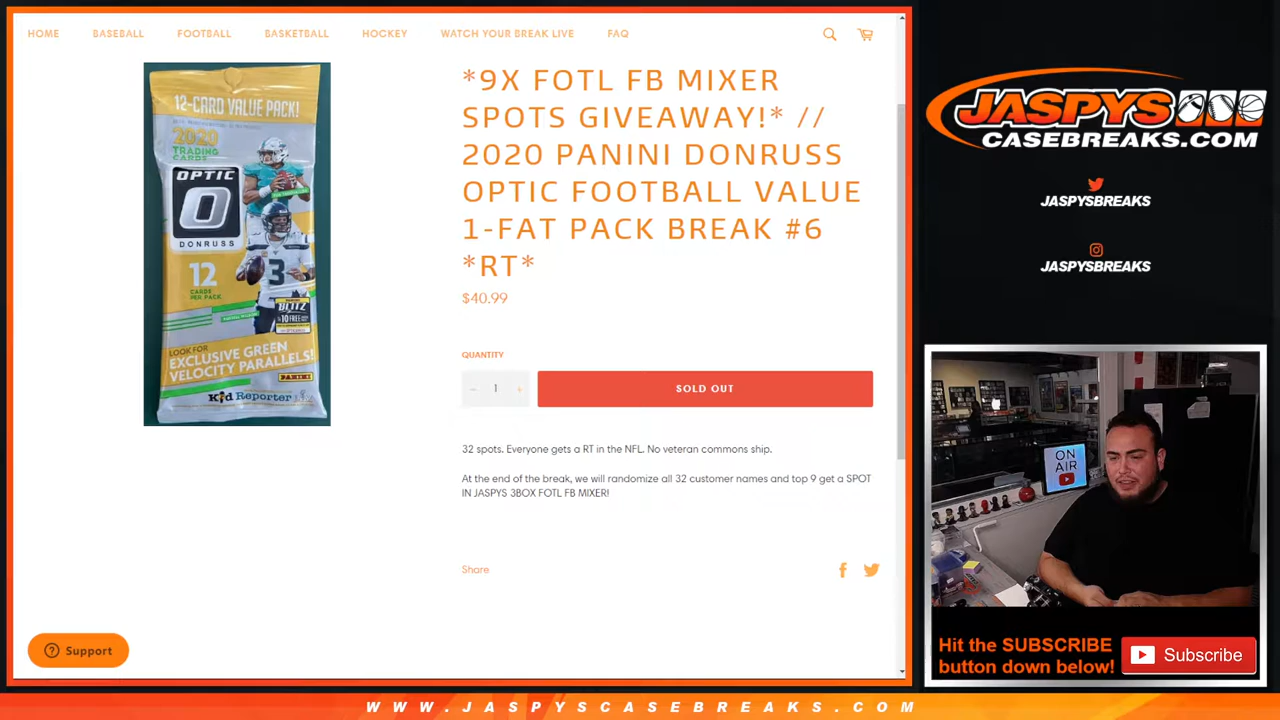 HOME BASEBALL FOOTBALL BASKETBALL HOCKEY WATCH YOUR BREAK LIVE FAQ
12-CARD VALUE PACK!
2020
TRADING
CARDS
OPTIC
O
DONRUSS
12
CARDS
PER PACK
3
BLITZ
LOOK FOR
EXCLUSIVE GREEN
VELOCITY PARALLELS!
PANINI
Kid Reporter
*9X FOTL FB MIXER
SPOTS GIVEAWAY!* //
2020 PANINI DONRUSS
OPTIC FOOTBALL VALUE
1-FAT PACK BREAK #6
*RT*
$40.99
QUANTITY
− 1 +
SOLD OUT
32 spots. Everyone gets a RT in the NFL. No veteran commons ship.
At the end of the break, we will randomize all 32 customer names and top 9 get a SPOT
IN JASPYS 3BOX FOTL FB MIXER!
Share
Support
JASPYS
CASEBREAKS.COM
JASPYSBREAKS
JASPYSBREAKS
ON
AIR
Hit the SUBSCRIBE
button down below!
Subscribe
WWW.JASPYSCASEBREAKS.COM